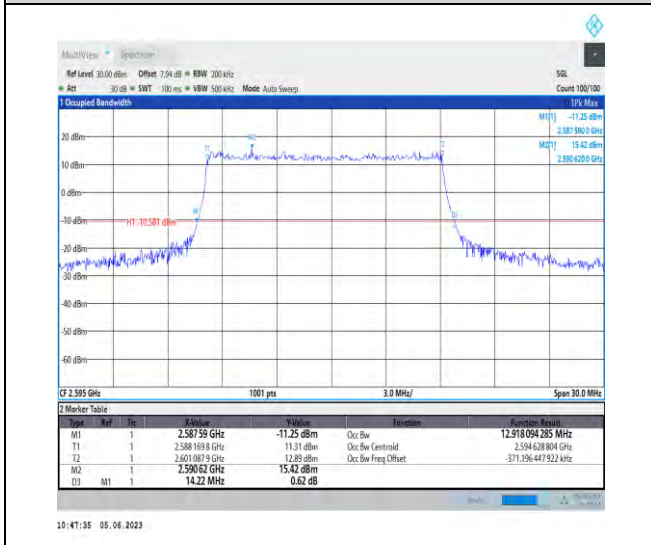 MultiView Spectrum
Ref Level 30.00 dBm Offset 7.94 dB RBW 200 kHz SGL
Att 30 dB SWT 100 ms VBW 500 kHz Mode Auto Sweep Count 100/100
1 Occupied Bandwidth 1Pk Max
M1[1] -11.25 dBm
2.587 590 0 GHz
M2[1] 15.42 dBm
2.590 620 0 GHz
20 dBm
T1 M2
10 dBm
0 dBm
-10 dBm
M1
H1 -10.581 dBm
-20 dBm
-30 dBm
-40 dBm
-50 dBm
-60 dBm
CF 2.595 GHz 1001 pts 3.0 MHz/ Span 30.0 MHz
2 Marker Table
Type Ref Trc X-Value Y-Value Function Function Result
M1 1 2.587 59 GHz -11.25 dBm Occ Bw 12.918 094 285 MHz
T1 1 2.588 169 8 GHz 11.31 dBm Occ Bw Centroid 2.594 628 804 GHz
T2 1 2.601 087 9 GHz 12.89 dBm Occ Bw Freq Offset -371.196 447 922 kHz
M2 1 2.590 62 GHz 15.42 dBm
D3 M1 1 14.22 MHz 0.62 dB
10:47:35 05.06.2023